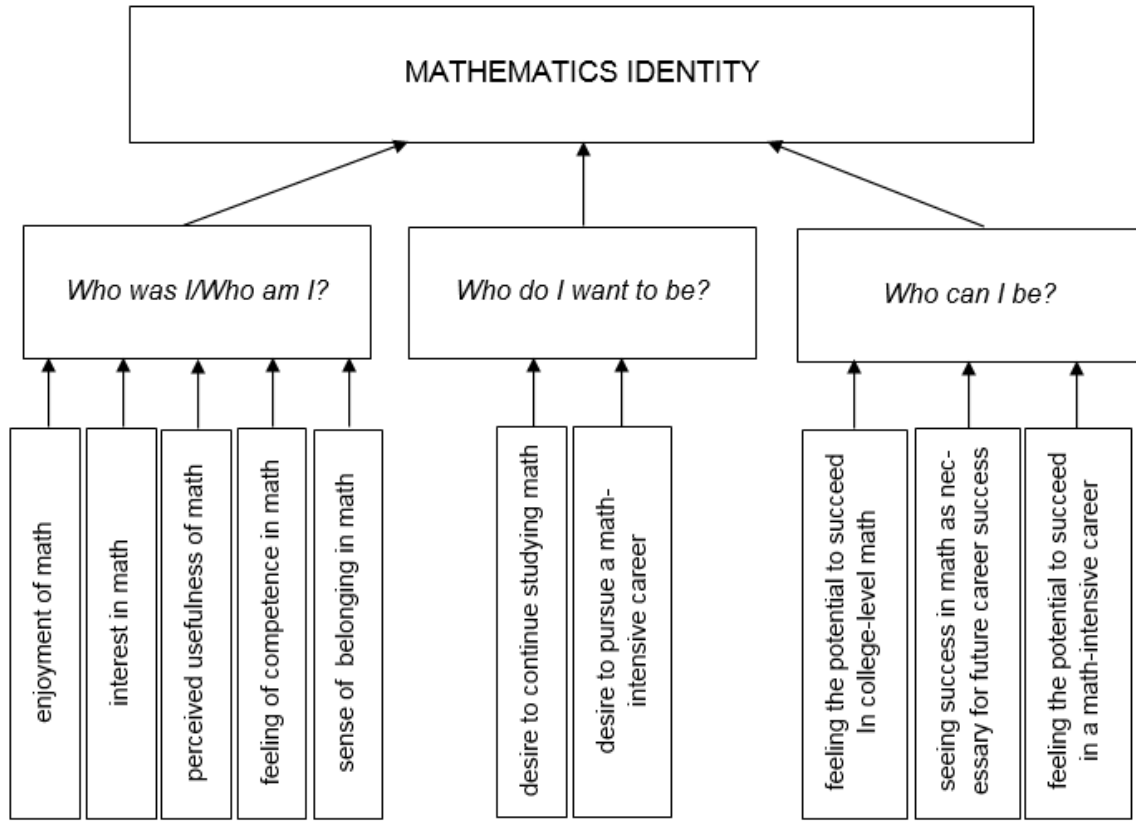 MATHEMATICS IDENTITY
Who was I/Who am I?
Who do I want to be?
Who can I be?
enjoyment of math
interest in math
perceived usefulness of math
feeling of competence in math
sense of belonging in math
desire to continue studying math
desire to pursue a math-
intensive career
feeling the potential to succeed
In college-level math
seeing success in math as nec-
essary for future career success
feeling the potential to succeed
in a math-intensive career